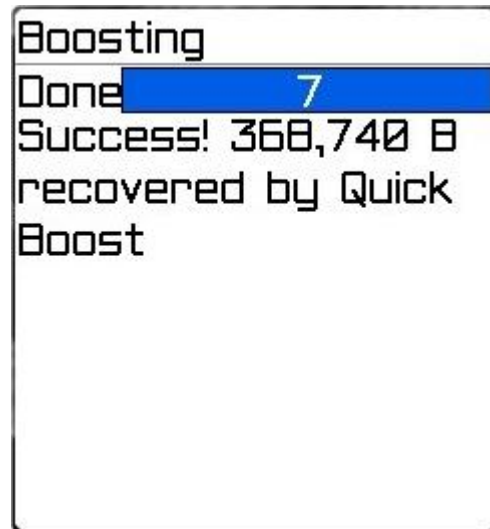 Boosting
Done 7
Success! 368,740 B
recovered by Quick
Boost